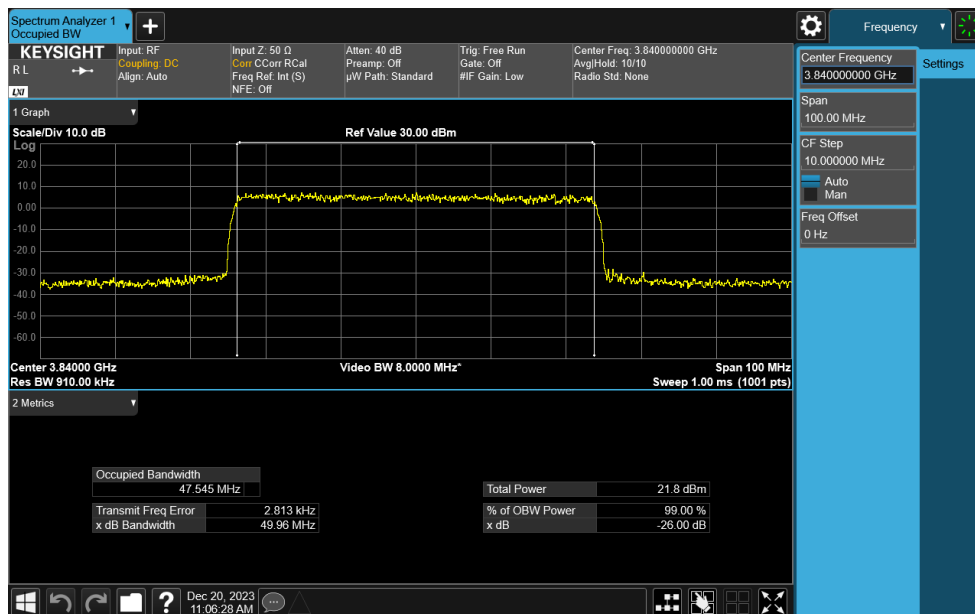 Spectrum Analyzer 1
Occupied BW
+
Frequency
KEYSIGHT
R L
LXI
Input: RF
Coupling: DC
Align: Auto
Input Z: 50 Ω
Corr CCorr RCal
Freq Ref: Int (S)
NFE: Off
Atten: 40 dB
Preamp: Off
µW Path: Standard
Trig: Free Run
Gate: Off
#IF Gain: Low
Center Freq: 3.840000000 GHz
Avg|Hold: 10/10
Radio Std: None
Center Frequency
3.840000000 GHz
Settings
Span
100.00 MHz
CF Step
10.000000 MHz
Auto
Man
Freq Offset
0 Hz
1 Graph
Scale/Div 10.0 dB
Ref Value 30.00 dBm
Log
20.0
10.0
0.00
-10.0
-20.0
-30.0
-40.0
-50.0
-60.0
Center 3.84000 GHz
Video BW 8.0000 MHz*
Span 100 MHz
Res BW 910.00 kHz
Sweep 1.00 ms (1001 pts)
2 Metrics
Occupied Bandwidth
47.545 MHz
Total Power 21.8 dBm
Transmit Freq Error 2.813 kHz
% of OBW Power 99.00 %
x dB Bandwidth 49.96 MHz
x dB -26.00 dB
?
Dec 20, 2023
11:06:28 AM